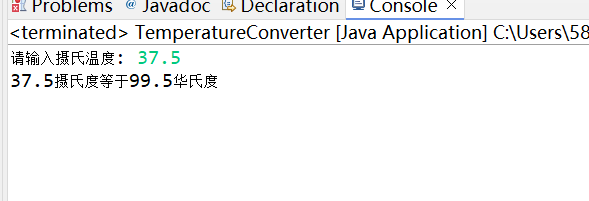 Problems @ Javadoc Declaration Console
<terminated> TemperatureConverter [Java Application] C:\Users\58
请输入摄氏温度: 37.5
37.5摄氏度等于99.5华氏度